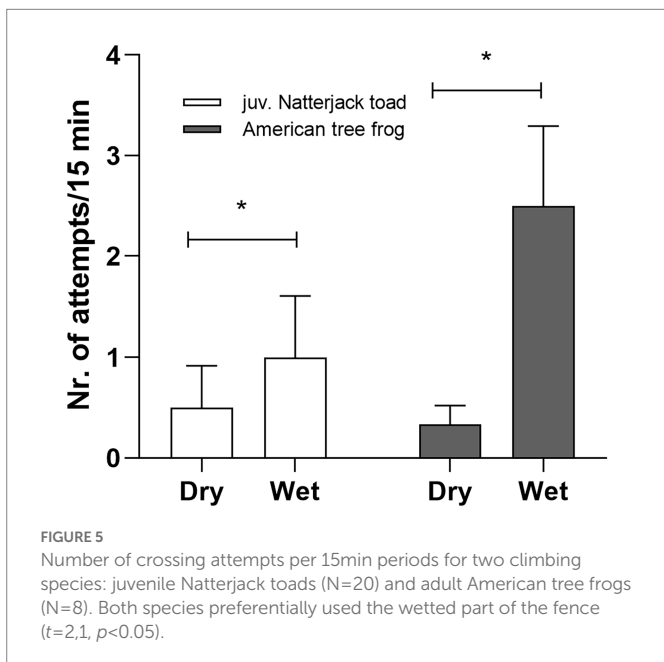 4
3
2
1
0
Nr. of attempts/15 min
juv. Natterjack toad
American tree frog
*
*
Dry Wet Dry Wet
FIGURE 5
Number of crossing attempts per 15min periods for two climbing
species: juvenile Natterjack toads (N=20) and adult American tree frogs
(N=8). Both species preferentially used the wetted part of the fence
(t=2,1, p<0.05).